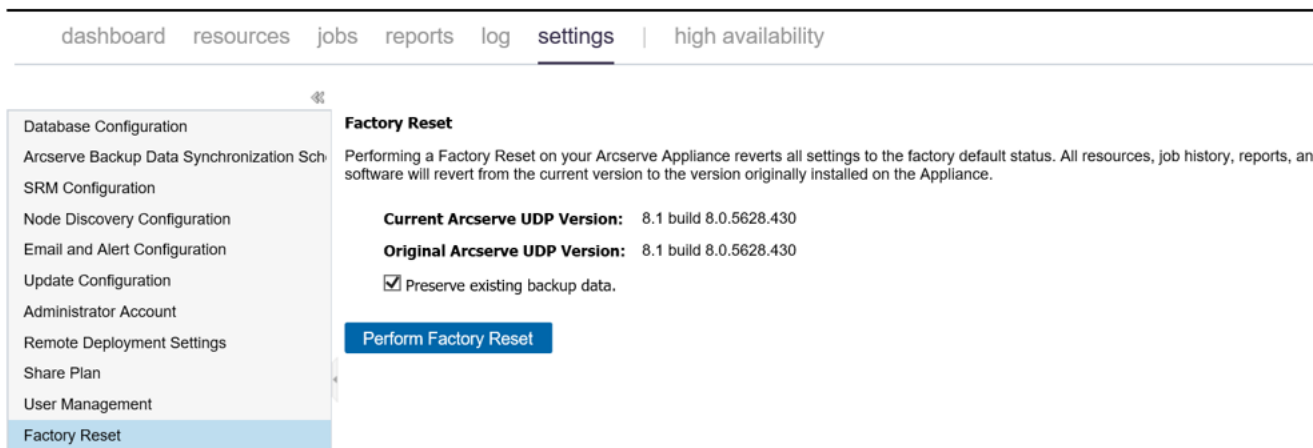 dashboard resources jobs reports log settings | high availability
Database Configuration
Arcserve Backup Data Synchronization Sch
SRM Configuration
Node Discovery Configuration
Email and Alert Configuration
Update Configuration
Administrator Account
Remote Deployment Settings
Share Plan
User Management
Factory Reset
Factory Reset
Performing a Factory Reset on your Arcserve Appliance reverts all settings to the factory default status. All resources, job history, reports, an
software will revert from the current version to the version originally installed on the Appliance.
Current Arcserve UDP Version: 8.1 build 8.0.5628.430
Original Arcserve UDP Version: 8.1 build 8.0.5628.430
Preserve existing backup data.
Perform Factory Reset